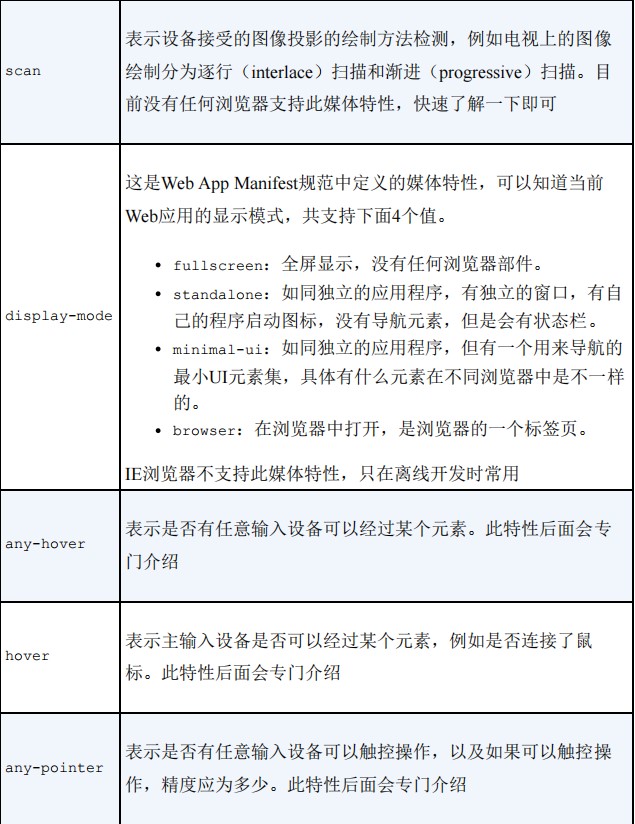 scan
表示设备接受的图像投影的绘制方法检测，例如电视上的图像
绘制分为逐行（interlace）扫描和渐进（progressive）扫描。目
前没有任何浏览器支持此媒体特性，快速了解一下即可
display-mode
这是Web App Manifest规范中定义的媒体特性，可以知道当前
Web应用的显示模式，共支持下面4个值。
• fullscreen：全屏显示，没有任何浏览器部件。
• standalone：如同独立的应用程序，有独立的窗口，有自
己的程序启动图标，没有导航元素，但是会有状态栏。
• minimal-ui：如同独立的应用程序，但有一个用来导航的
最小UI元素集，具体有什么元素在不同浏览器中是不一样
的。
• browser：在浏览器中打开，是浏览器的一个标签页。
IE浏览器不支持此媒体特性，只在离线开发时常用
any-hover
表示是否有任意输入设备可以经过某个元素。此特性后面会专
门介绍
hover
表示主输入设备是否可以经过某个元素，例如是否连接了鼠
标。此特性后面会专门介绍
any-pointer
表示是否有任意输入设备可以触控操作，以及如果可以触控操
作，精度应为多少。此特性后面会专门介绍